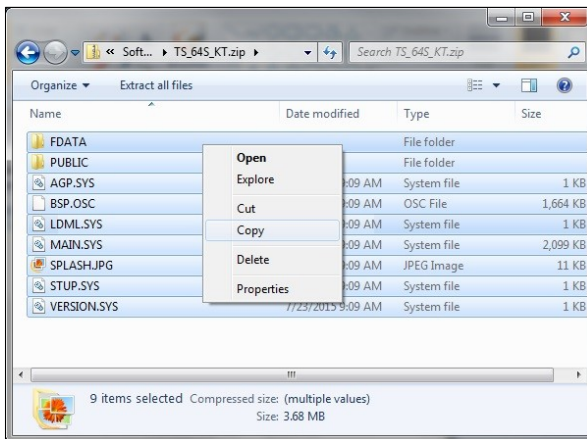 « Soft... ▸ TS_64S_KT.zip ▸ Search TS_64S_KT.zip
Organize ▾ Extract all files
Name Date modified Type Size
FDATA File folder
PUBLIC File folder
AGP.SYS 9:09 AM System file 1 KB
BSP.OSC 9:09 AM OSC File 1,664 KB
LDML.SYS 9:09 AM System file 1 KB
MAIN.SYS 9:09 AM System file 2,099 KB
SPLASH.JPG 9:09 AM JPEG Image 11 KB
STUP.SYS 9:09 AM System file 1 KB
VERSION.SYS 7/23/2015 9:09 AM System file 1 KB
Open
Explore
Cut
Copy
Delete
Properties
9 items selected Compressed size: (multiple values)
Size: 3.68 MB